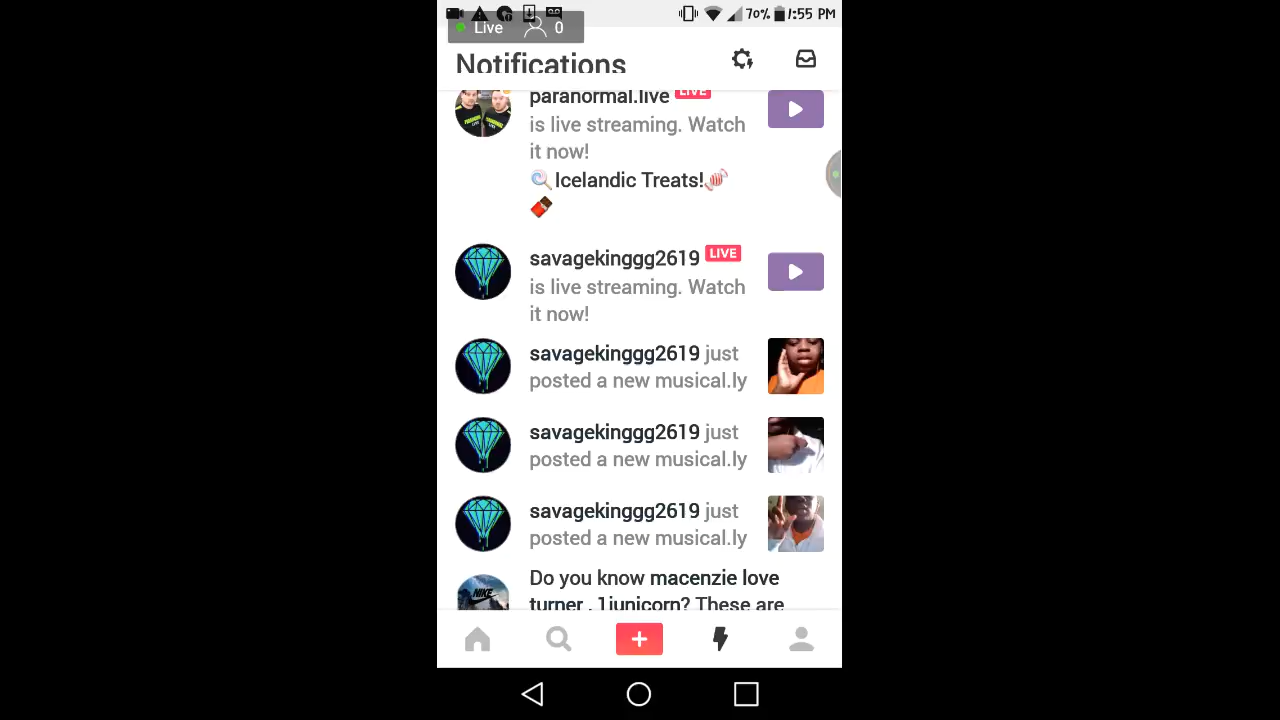 70% 1:55 PM
Live 0
Notifications
paranormal.live LIVE
is live streaming. Watch
it now!
Icelandic Treats!
savagekinggg2619 LIVE
is live streaming. Watch
it now!
savagekinggg2619 just
posted a new musical.ly
savagekinggg2619 just
posted a new musical.ly
savagekinggg2619 just
posted a new musical.ly
NIKE
Do you know macenzie love
turner , 1junicorn? These are